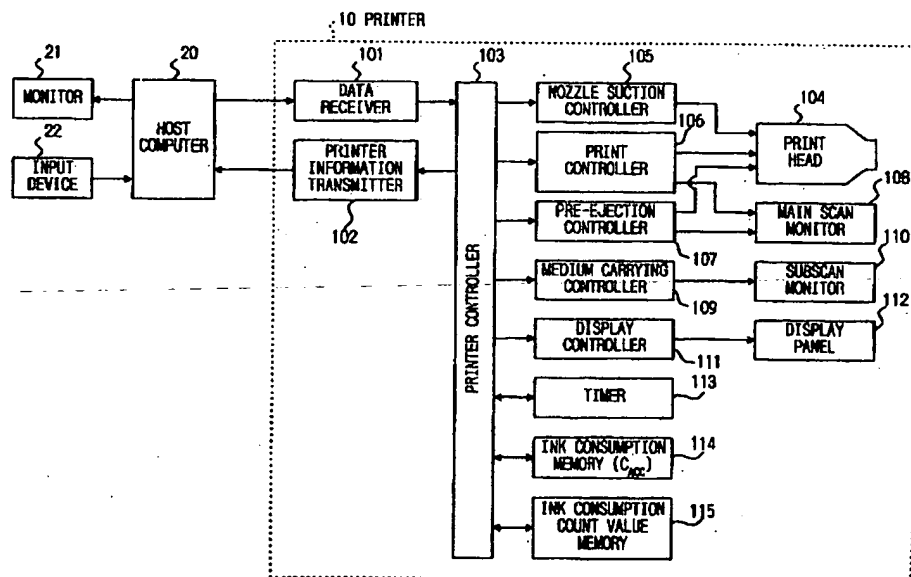 10 PRINTER
21
20
101
103
105
MONITOR
DATA
RECEIVER
NOZZLE SUCTION
CONTROLLER
104
106
22
HOST
COMPUTER
PRINTER
INFORMATION
TRANSMITTER
PRINT
CONTROLLER
PRINT
HEAD
INPUT
DEVICE
102
108
PRE-EJECTION
CONTROLLER
MAIN SCAN
MONITOR
107
110
PRINTER CONTROLLER
MEDIUM CARRYING
CONTROLLER
SUBSCAN
MONITOR
109
112
DISPLAY
CONTROLLER
DISPLAY
PANEL
111
113
TIMER
114
INK CONSUMPTION
MEMORY (CACC)
115
INK CONSUMPTION
COUNT VALUE
MEMORY